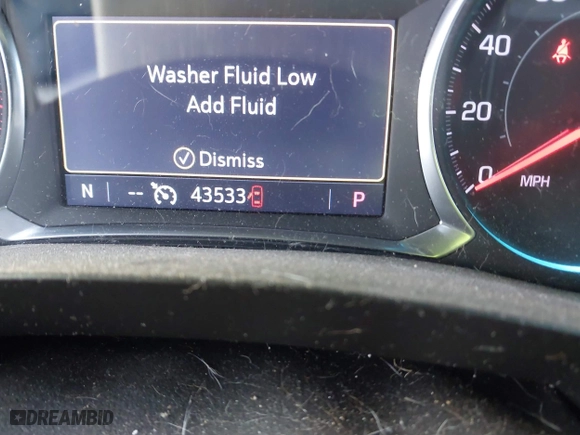 Washer Fluid Low
Add Fluid
Dismiss
N -- 43533 P
40
20
0
MPH
DREAMBID